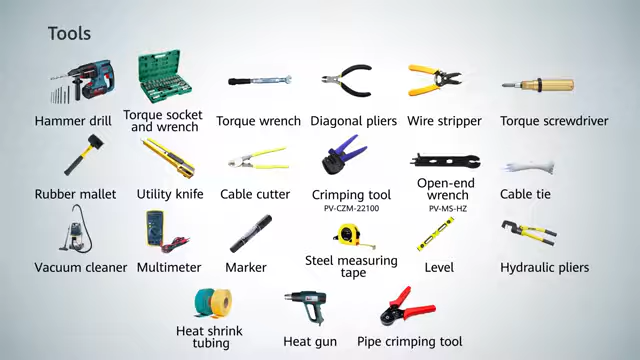 Tools
Hammer drill
Torque socket
and wrench
Torque wrench
Diagonal pliers
Wire stripper
Torque screwdriver
Rubber mallet
Utility knife
Cable cutter
Crimping tool
PV-CZM-22100
Open-end
wrench
PV-MS-HZ
Cable tie
Vacuum cleaner
Multimeter
Marker
Steel measuring
tape
Level
Hydraulic pliers
Heat shrink
tubing
Heat gun
Pipe crimping tool